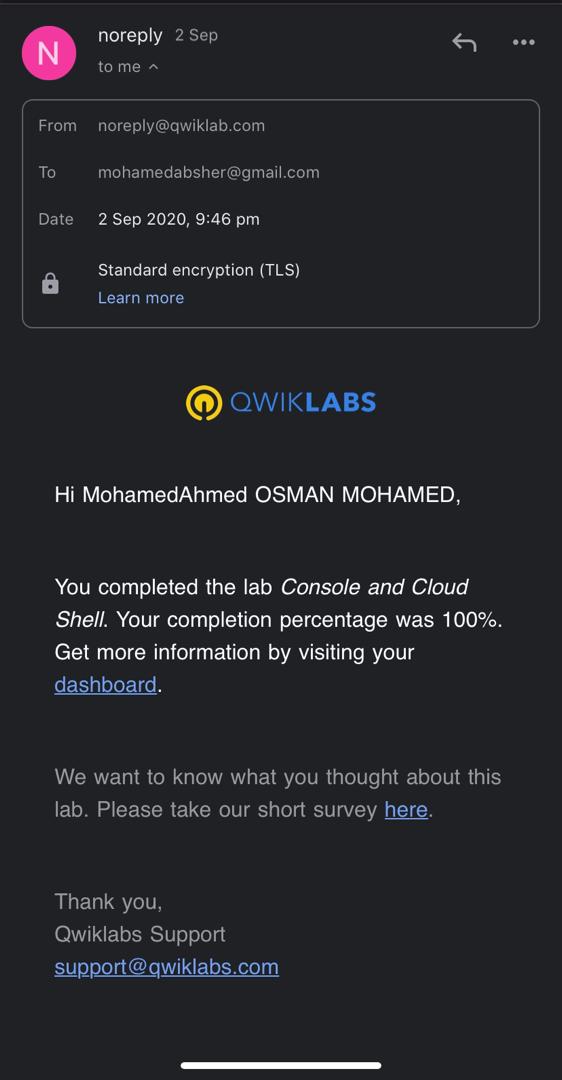 N
noreply 2 Sep
to me
From noreply@qwiklab.com
To mohamedabsher@gmail.com
Date 2 Sep 2020, 9:46 pm
Standard encryption (TLS)
Learn more
QWIKLABS
Hi MohamedAhmed OSMAN MOHAMED,
You completed the lab Console and Cloud
Shell. Your completion percentage was 100%.
Get more information by visiting your
dashboard.
We want to know what you thought about this
lab. Please take our short survey here.
Thank you,
Qwiklabs Support
support@qwiklabs.com